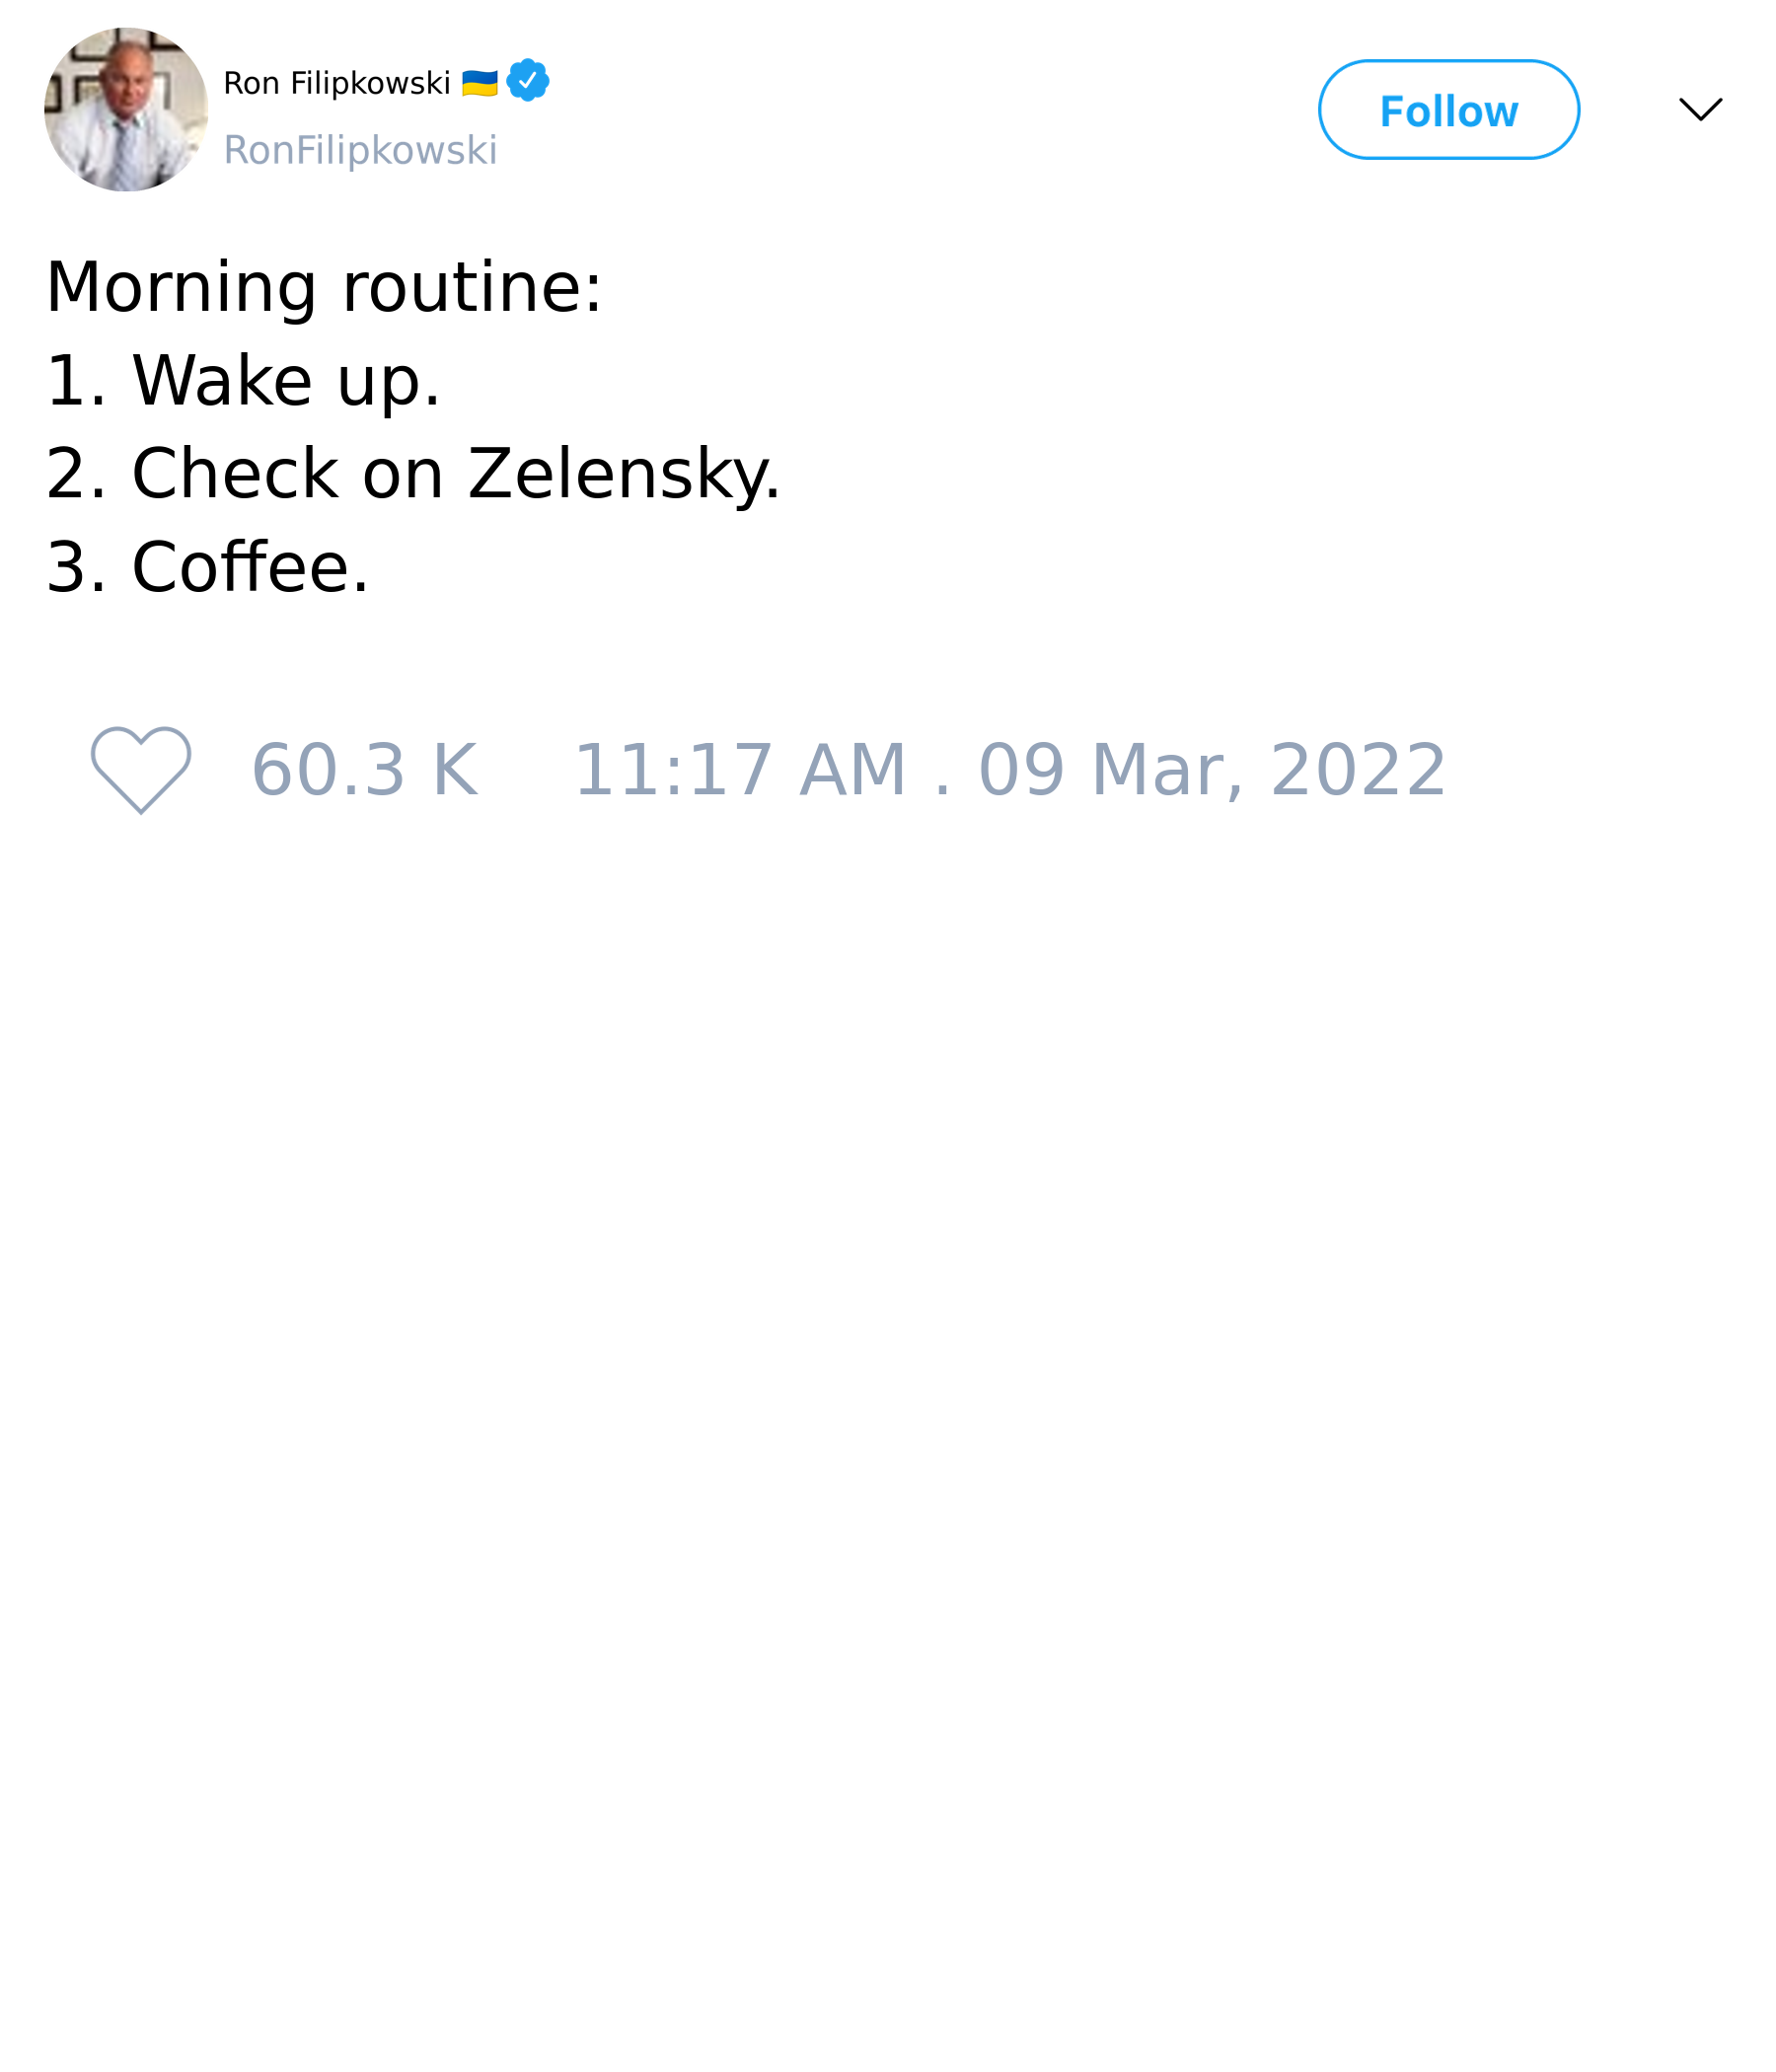 Ron Filipkowski 🇺🇦
RonFilipkowski
Follow
Morning routine:
1. Wake up.
2. Check on Zelensky.
3. Coffee.
60.3 K 11:17 AM . 09 Mar, 2022